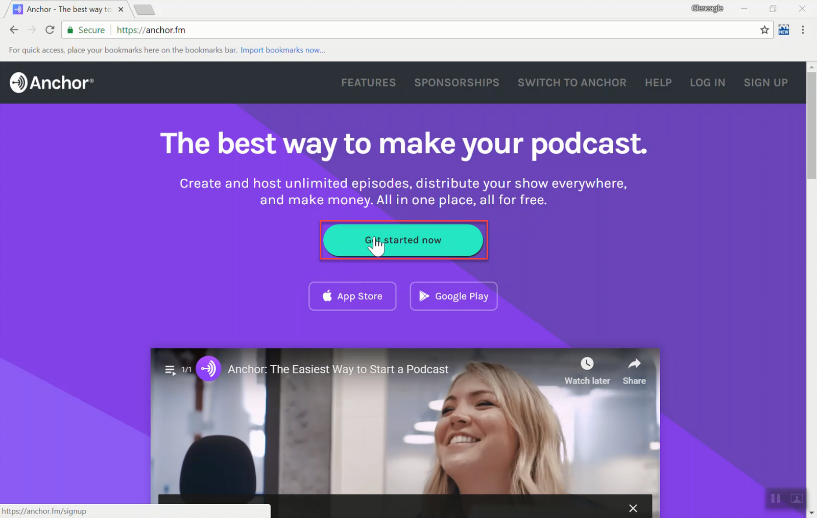 Anchor - The best way to
Secure
https://anchor.fm
For quick access, place your bookmarks here on the bookmarks bar. Import bookmarks now...
Anchor®
FEATURES
SPONSORSHIPS
SWITCH TO ANCHOR
HELP
LOG IN
SIGN UP
The best way to make your podcast.
Create and host unlimited episodes, distribute your show everywhere,
and make money. All in one place, all for free.
Get started now
App Store
Google Play
1/1
Anchor: The Easiest Way to Start a Podcast
Watch later
Share
https://anchor.fm/signup